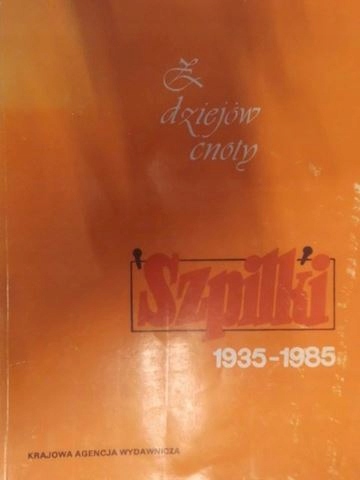 Z
dziejów
cnoty
Szpilki
1935-1985
KRAJOWA AGENCJA WYDAWNICZA